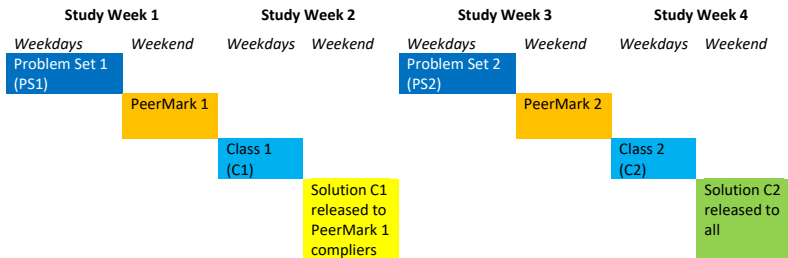 Study Week 1 Study Week 2 Study Week 3 Study Week 4
Weekdays Weekend Weekdays Weekend Weekdays Weekend Weekdays Weekend
Problem Set 1
(PS1)
Problem Set 2
(PS2)
PeerMark 1
PeerMark 2
Class 1
(C1)
Class 2
(C2)
Solution C1
released to
PeerMark 1
compliers
Solution C2
released to
all